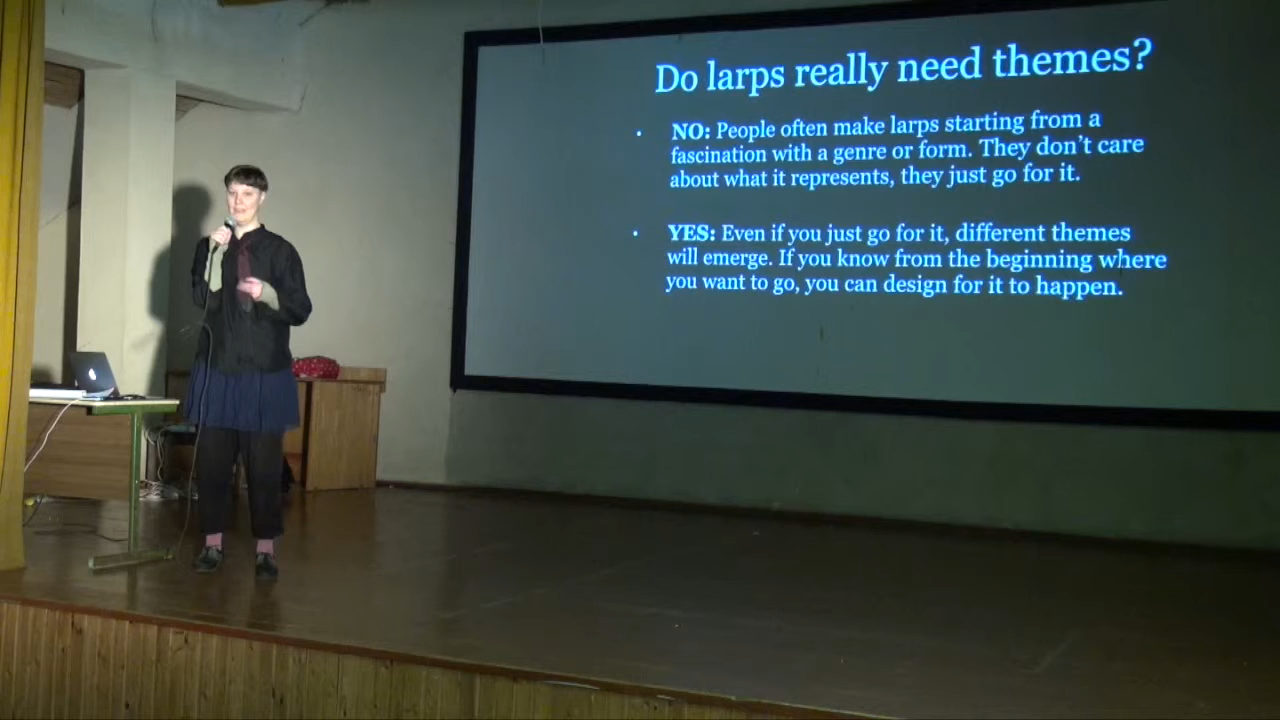 Do larps really need themes?
• NO: People often make larps starting from a
fascination with a genre or form. They don't care
about what it represents, they just go for it.
• YES: Even if you just go for it, different themes
will emerge. If you know from the beginning where
you want to go, you can design for it to happen.